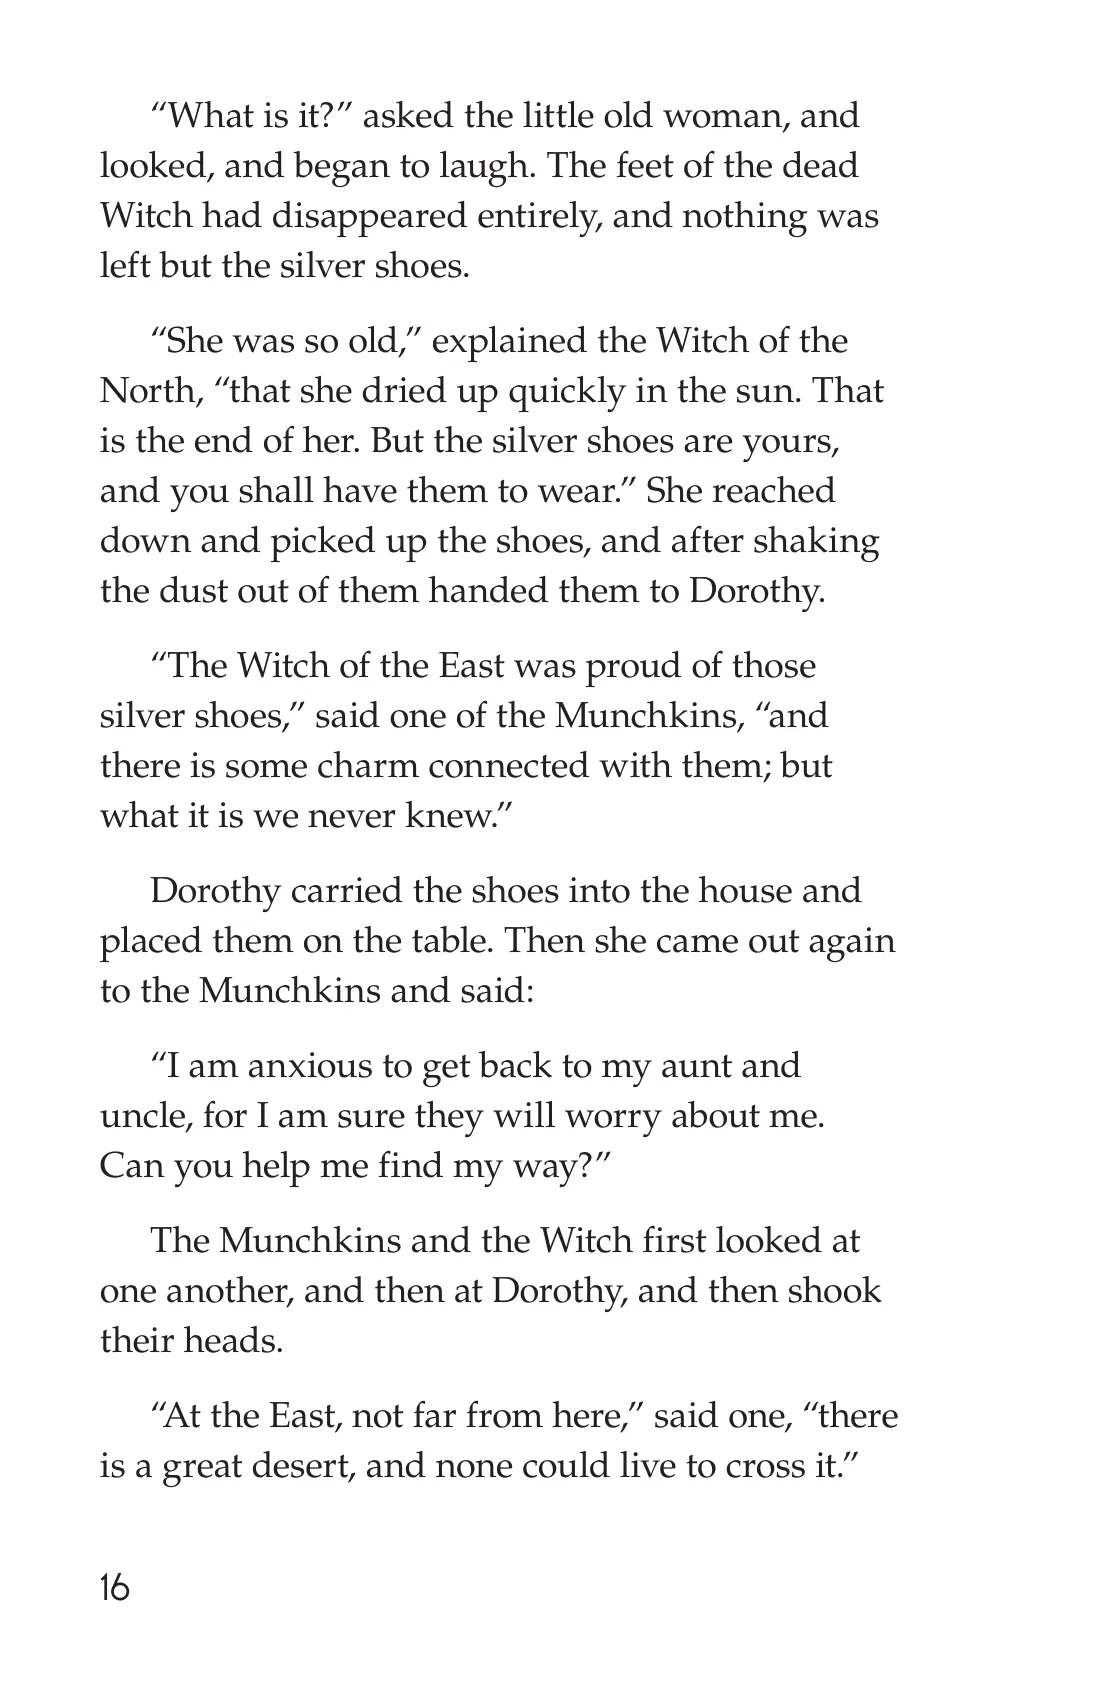 “What is it?” asked the little old woman, and
looked, and began to laugh. The feet of the dead
Witch had disappeared entirely, and nothing was
left but the silver shoes.
“She was so old,” explained the Witch of the
North, “that she dried up quickly in the sun. That
is the end of her. But the silver shoes are yours,
and you shall have them to wear.” She reached
down and picked up the shoes, and after shaking
the dust out of them handed them to Dorothy.
“The Witch of the East was proud of those
silver shoes,” said one of the Munchkins, “and
there is some charm connected with them; but
what it is we never knew.”
Dorothy carried the shoes into the house and
placed them on the table. Then she came out again
to the Munchkins and said:
“I am anxious to get back to my aunt and
uncle, for I am sure they will worry about me.
Can you help me find my way?”
The Munchkins and the Witch first looked at
one another, and then at Dorothy, and then shook
their heads.
“At the East, not far from here,” said one, “there
is a great desert, and none could live to cross it.”
16